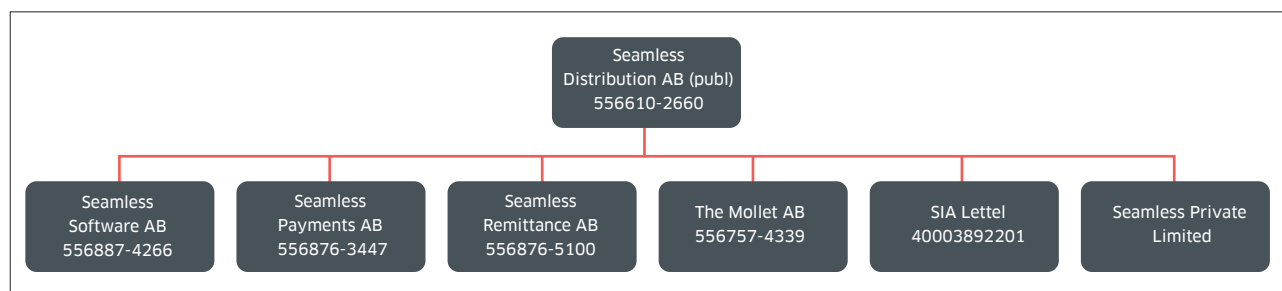 Seamless
Distribution AB (publ)
556610-2660
Seamless
Software AB
556887-4266
Seamless
Payments AB
556876-3447
Seamless
Remittance AB
556876-5100
The Mollet AB
556757-4339
SIA Lettel
40003892201
Seamless Private
Limited